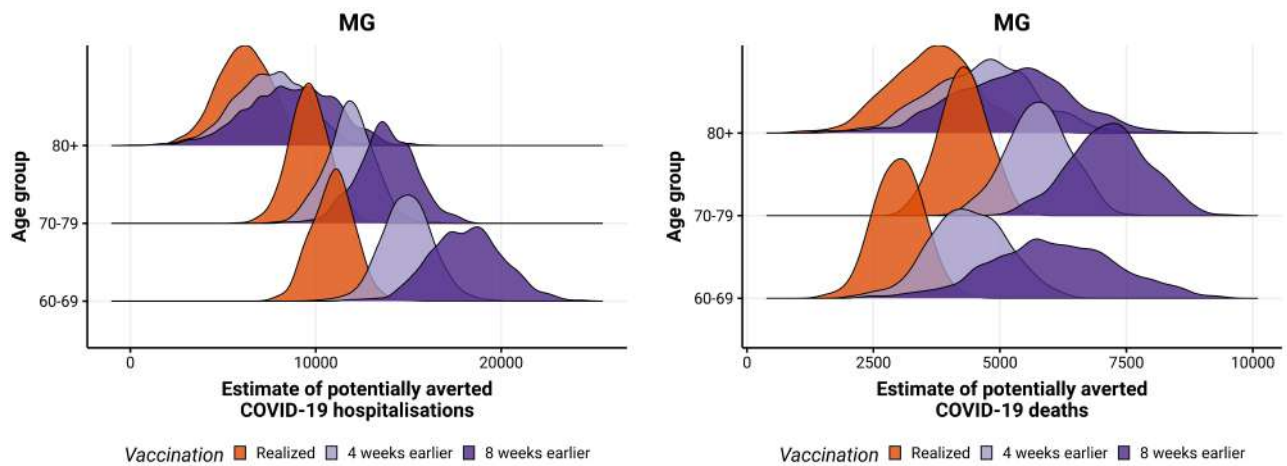 MG
Age group
80+
70-79
60-69
0 10000 20000
Estimate of potentially averted
COVID-19 hospitalisations
Vaccination Realized 4 weeks earlier 8 weeks earlier
MG
Age group
80+
70-79
60-69
0 2500 5000 7500 10000
Estimate of potentially averted
COVID-19 deaths
Vaccination Realized 4 weeks earlier 8 weeks earlier